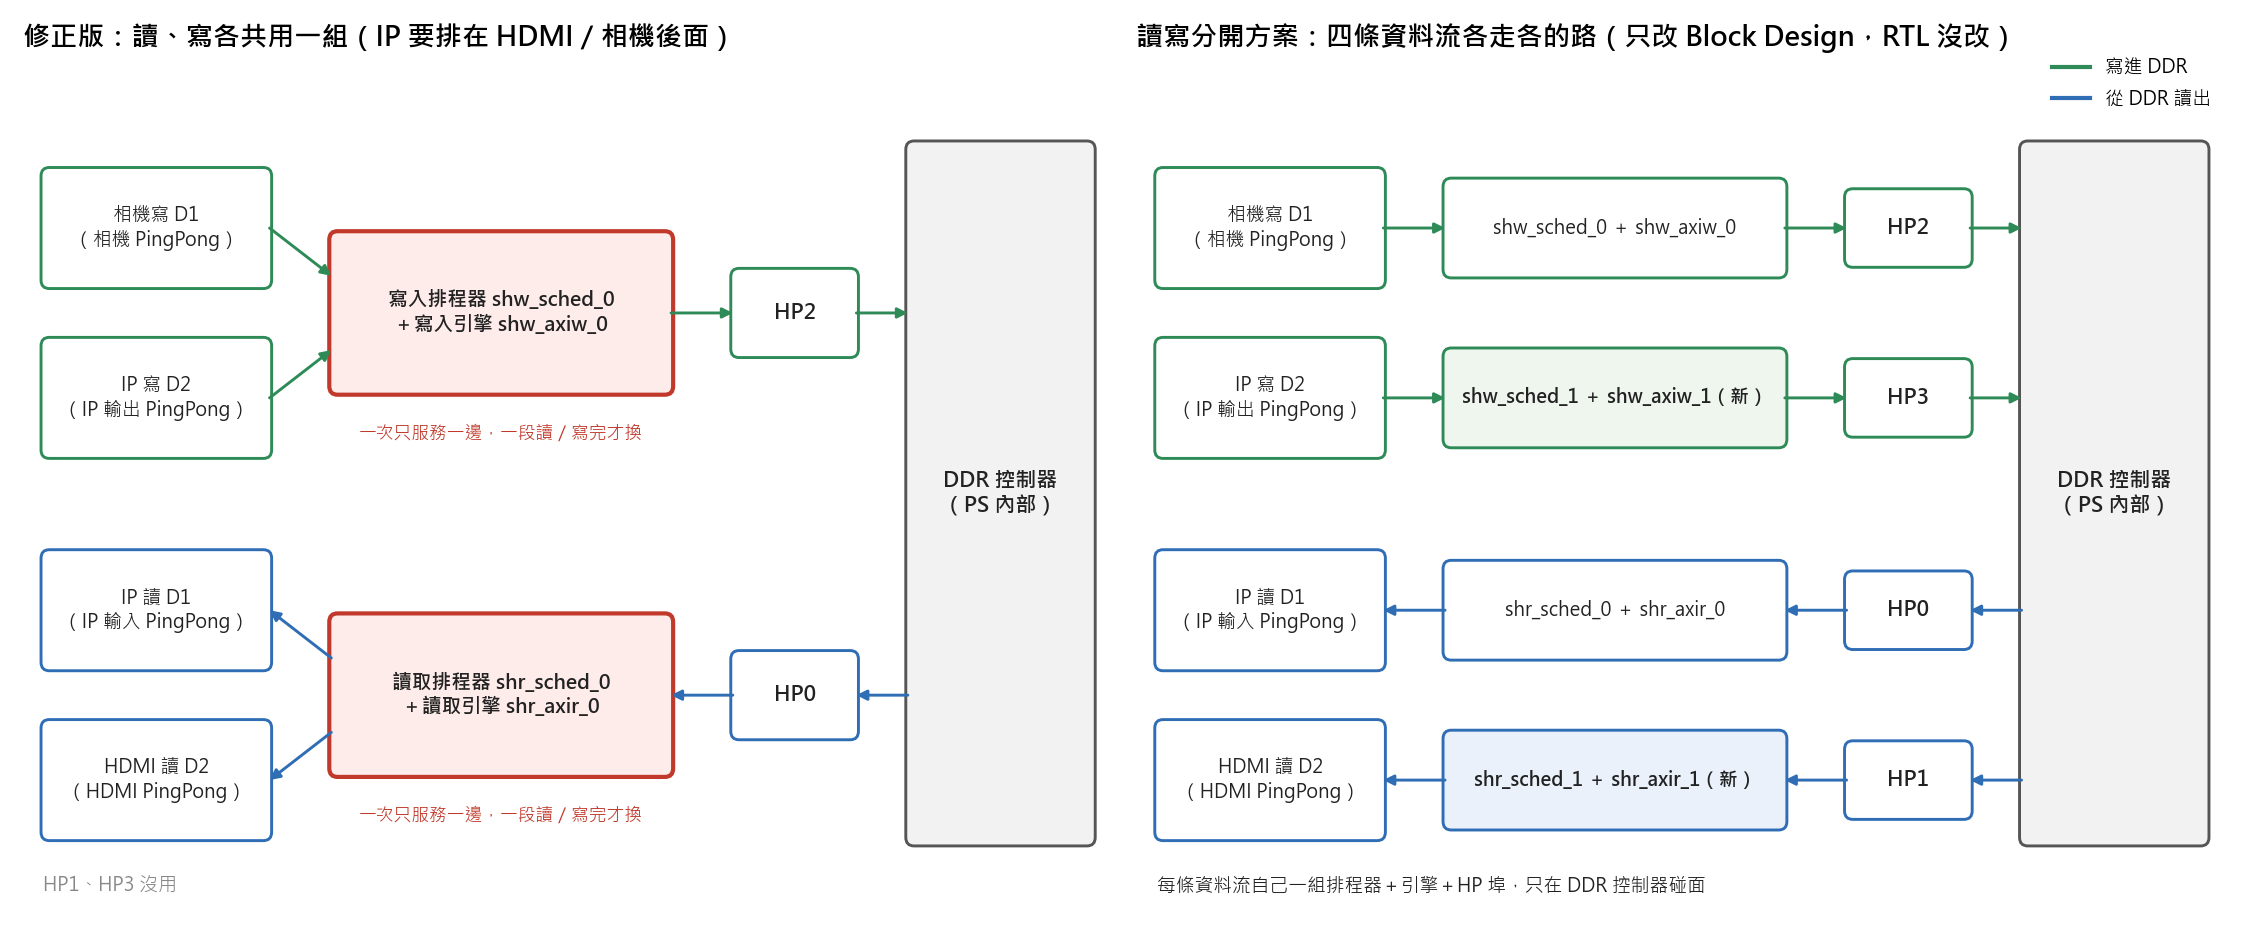 修正版：讀、寫各共用一組（IP 要排在 HDMI / 相機後面）
相機寫 D1
（相機 PingPong）
IP 寫 D2
（IP 輸出 PingPong）
寫入排程器 shw_sched_0
+ 寫入引擎 shw_axiw_0
一次只服務一邊，一段讀 / 寫完才換
HP2
IP 讀 D1
（IP 輸入 PingPong）
HDMI 讀 D2
（HDMI PingPong）
讀取排程器 shr_sched_0
+ 讀取引擎 shr_axir_0
一次只服務一邊，一段讀 / 寫完才換
HP0
DDR 控制器
（PS 內部）
HP1、HP3 沒用
讀寫分開方案：四條資料流各走各的路（只改 Block Design，RTL 沒改）
寫進 DDR
從 DDR 讀出
相機寫 D1
（相機 PingPong）
shw_sched_0 + shw_axiw_0
HP2
IP 寫 D2
（IP 輸出 PingPong）
shw_sched_1 + shw_axiw_1（新）
HP3
IP 讀 D1
（IP 輸入 PingPong）
shr_sched_0 + shr_axir_0
HP0
HDMI 讀 D2
（HDMI PingPong）
shr_sched_1 + shr_axir_1（新）
HP1
DDR 控制器
（PS 內部）
每條資料流自己一組排程器+引擎+HP 埠，只在 DDR 控制器碰面